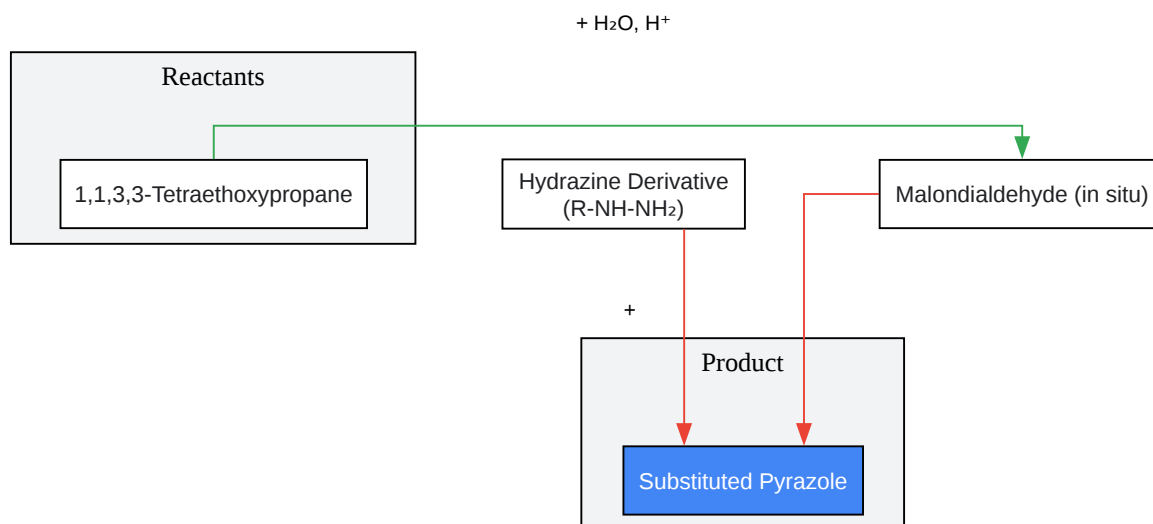 + H₂O, H⁺
Reactants
1,1,3,3-Tetraethoxypropane
Hydrazine Derivative
(R-NH-NH₂)
Malondialdehyde (in situ)
+
Product
Substituted Pyrazole